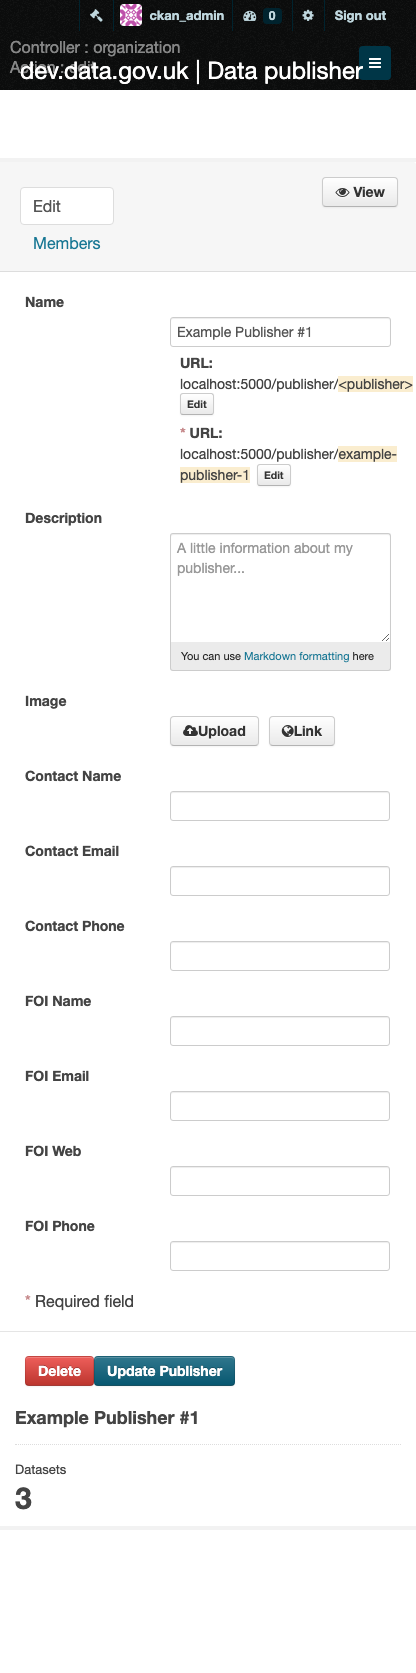 ckan_admin 0 Sign out
Controller : organization
Action : edit
dev.data.gov.uk | Data publisher
View
Edit
Members
Name
Example Publisher #1
URL:
localhost:5000/publisher/<publisher>
Edit
* URL:
localhost:5000/publisher/example-
publisher-1 Edit
Description
A little information about my
publisher...
You can use Markdown formatting here
Image
Upload Link
Contact Name
Contact Email
Contact Phone
FOI Name
FOI Email
FOI Web
FOI Phone
* Required field
Delete Update Publisher
Example Publisher #1
Datasets
3